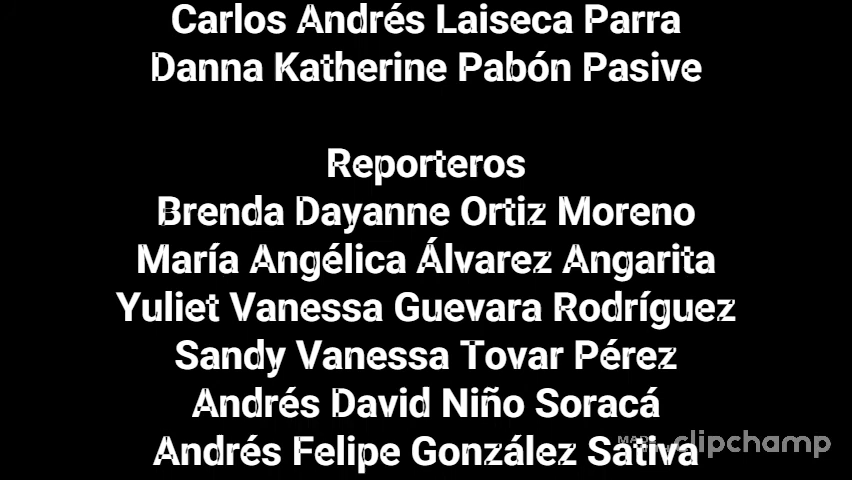 Carlos Andrés Laiseca Parra
Danna Katherine Pabón Pasive
Reporteros
Brenda Dayanne Ortiz Moreno
María Angélica Álvarez Angarita
Yuliet Vanessa Guevara Rodríguez
Sandy Vanessa Tovar Pérez
Andrés David Niño Soracá
Andrés Felipe González Sativa
clipchamp